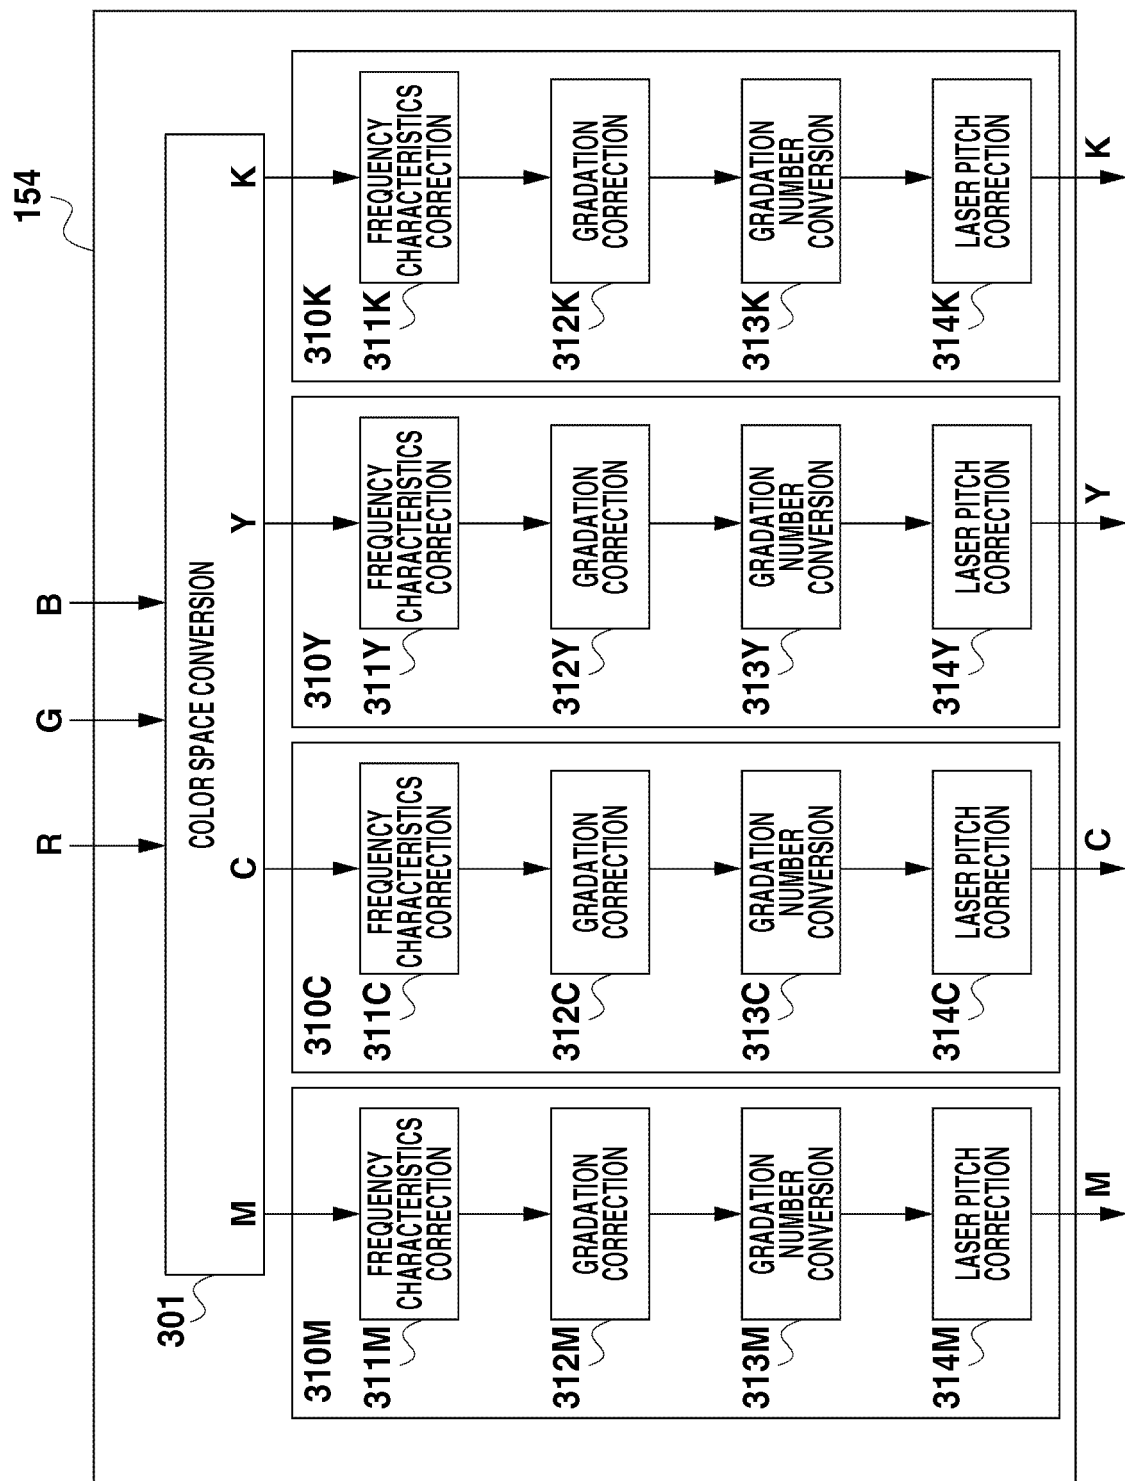 154
R
G
B
301
COLOR SPACE CONVERSION
M
C
Y
K
310M
311M
FREQUENCY
CHARACTERISTICS
CORRECTION
312M
GRADATION
CORRECTION
313M
GRADATION
NUMBER
CONVERSION
314M
LASER PITCH
CORRECTION
M
310C
311C
FREQUENCY
CHARACTERISTICS
CORRECTION
312C
GRADATION
CORRECTION
313C
GRADATION
NUMBER
CONVERSION
314C
LASER PITCH
CORRECTION
C
310Y
311Y
FREQUENCY
CHARACTERISTICS
CORRECTION
312Y
GRADATION
CORRECTION
313Y
GRADATION
NUMBER
CONVERSION
314Y
LASER PITCH
CORRECTION
Y
310K
311K
FREQUENCY
CHARACTERISTICS
CORRECTION
312K
GRADATION
CORRECTION
313K
GRADATION
NUMBER
CONVERSION
314K
LASER PITCH
CORRECTION
K